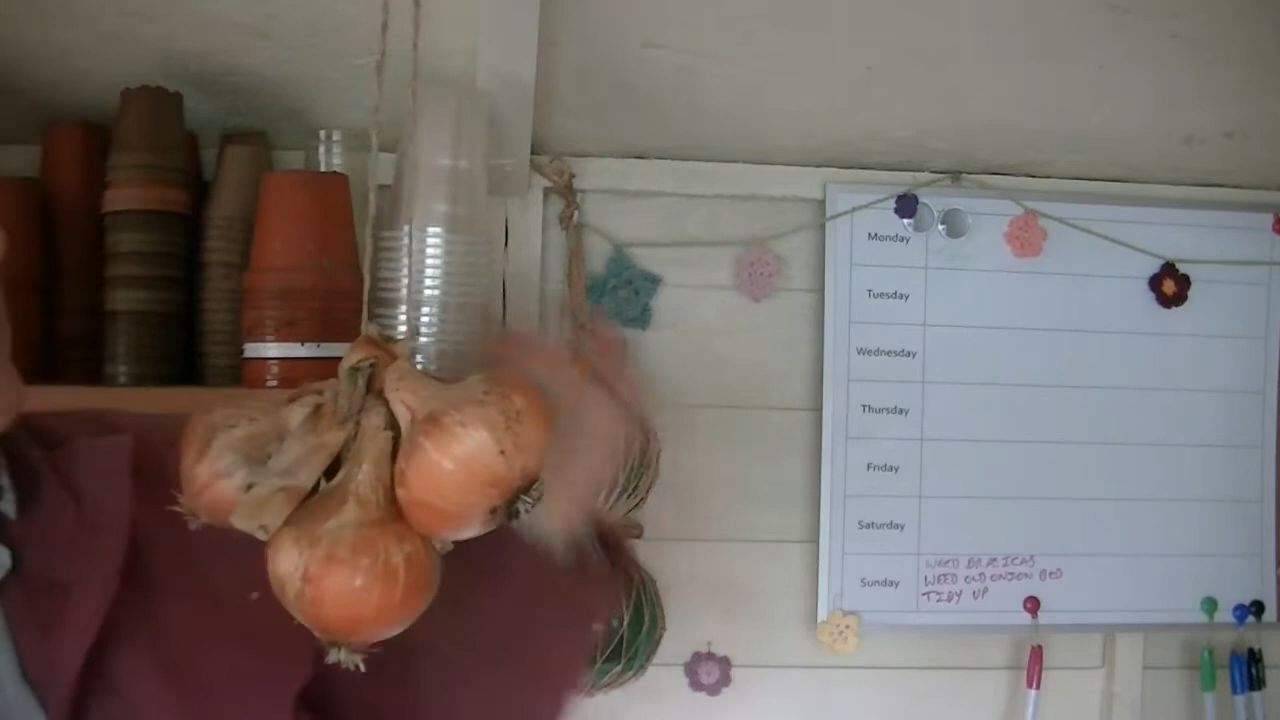 Monday
Tuesday
Wednesday
Thursday
Friday
Saturday
Sunday
WEED BRASICAS
WEED OLD ONION BED
TIDY UP